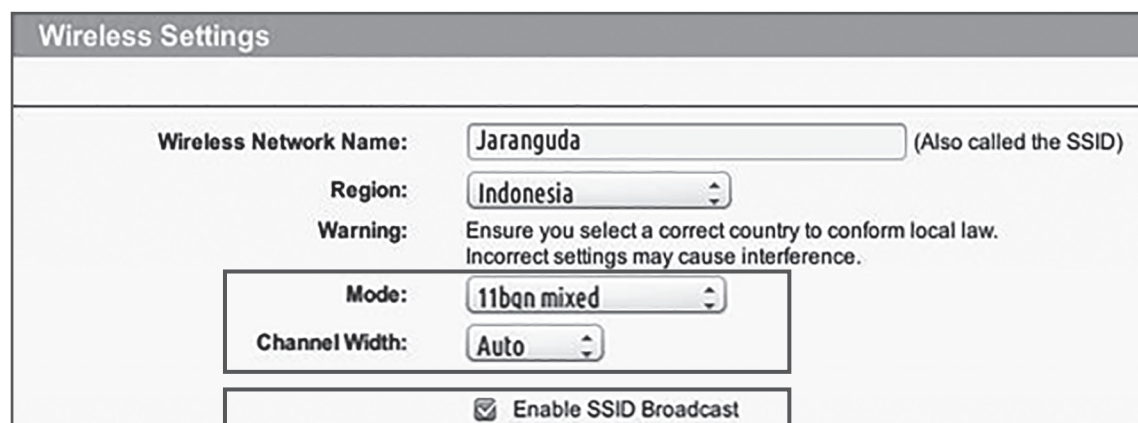 Wireless Settings
Wireless Network Name: Jaranguda (Also called the SSID)
Region: Indonesia
Warning: Ensure you select a correct country to conform local law.
Incorrect settings may cause interference.
Mode: 11bgn mixed
Channel Width: Auto
Enable SSID Broadcast